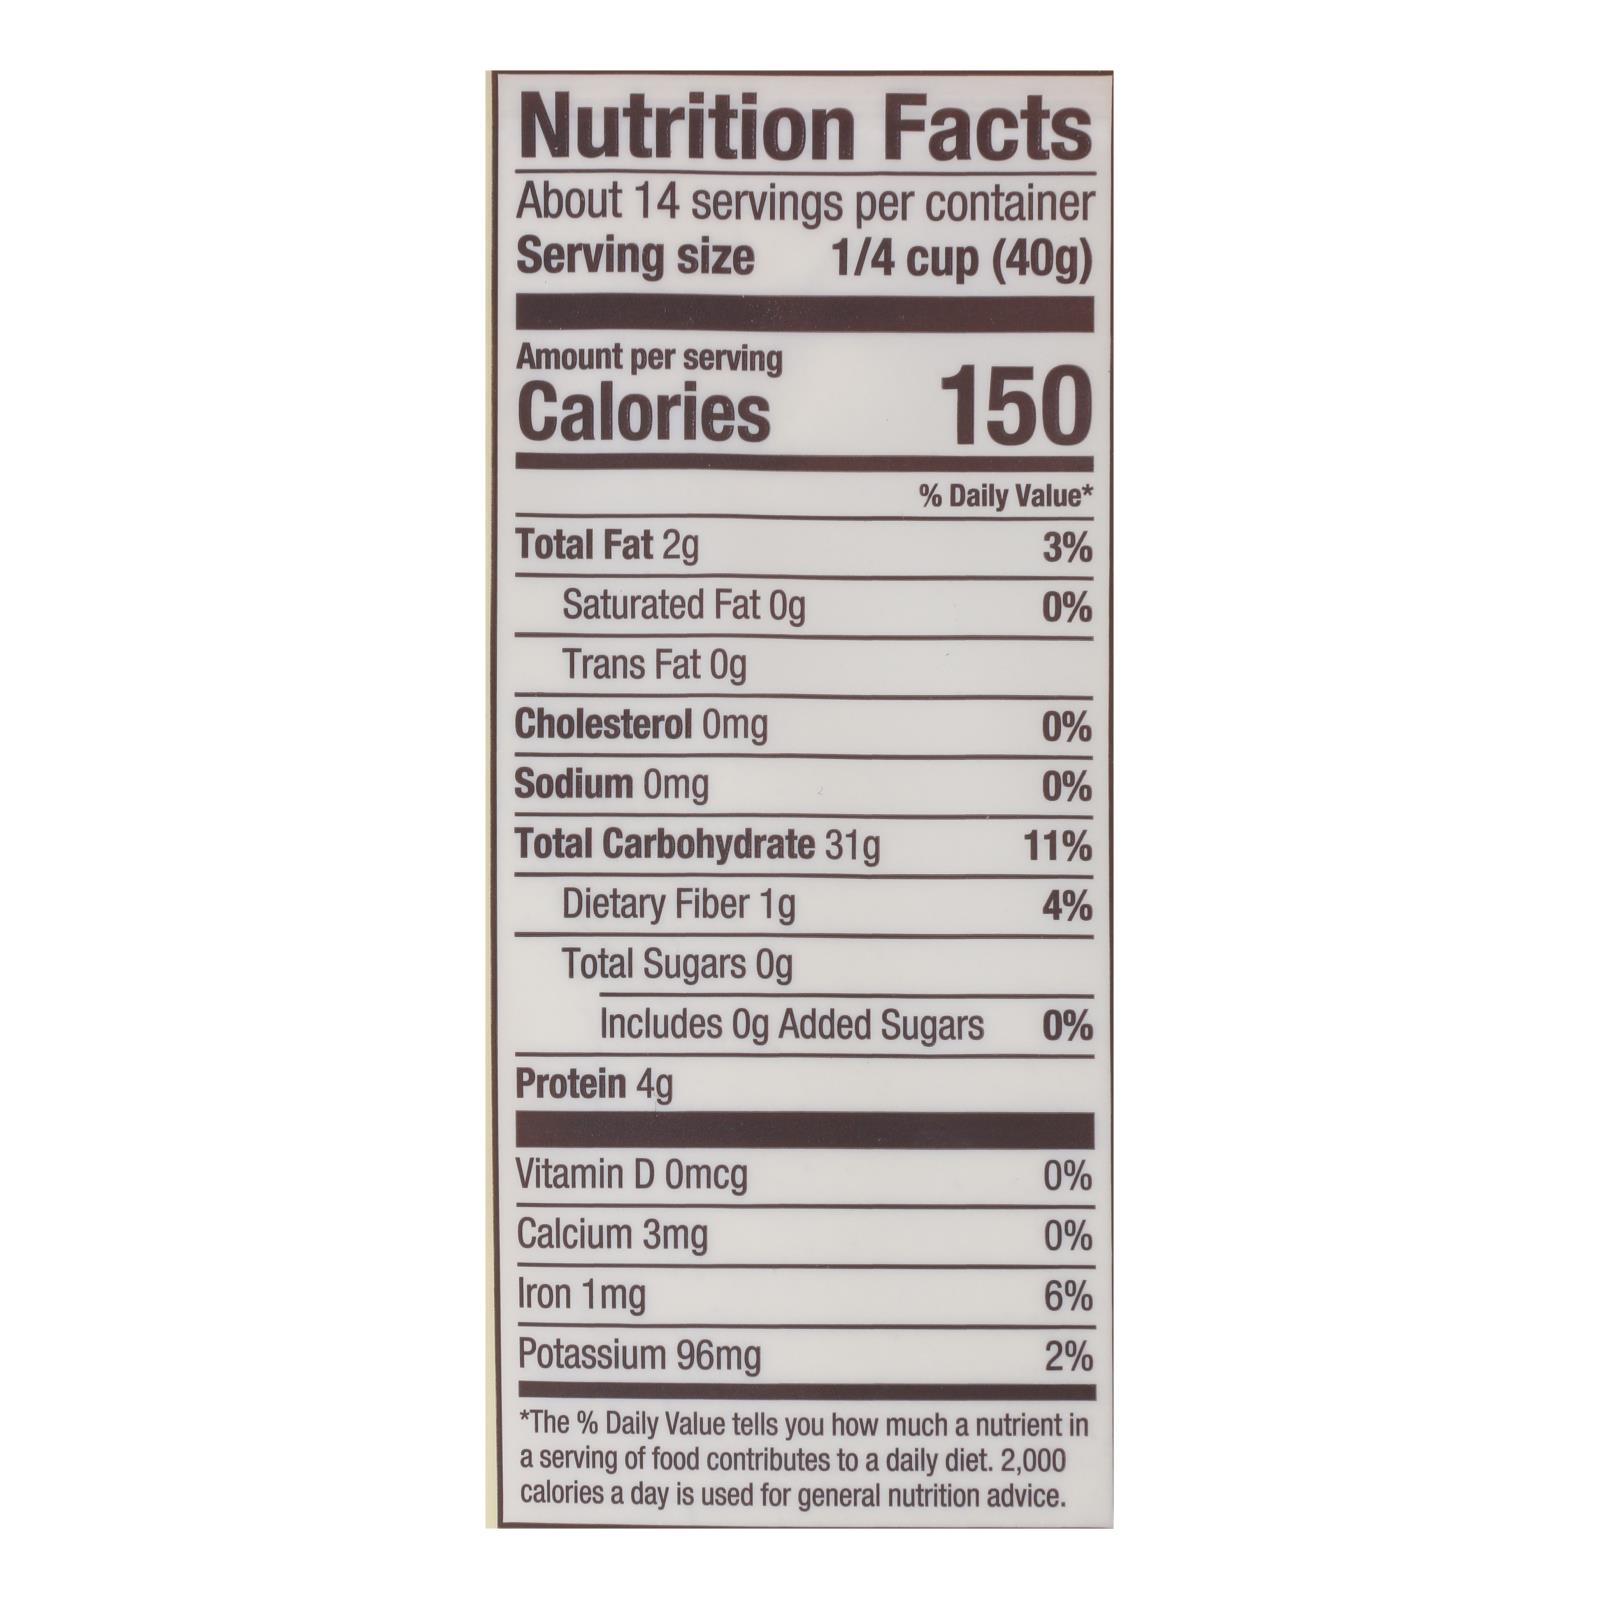 Nutrition Facts
About 14 servings per container
Serving size 1/4 cup (40g)
Amount per serving
Calories 150
% Daily Value*
Total Fat 2g 3%
Saturated Fat 0g 0%
Trans Fat 0g
Cholesterol 0mg 0%
Sodium 0mg 0%
Total Carbohydrate 31g 11%
Dietary Fiber 1g 4%
Total Sugars 0g
Includes 0g Added Sugars 0%
Protein 4g
Vitamin D 0mcg 0%
Calcium 3mg 0%
Iron 1mg 6%
Potassium 96mg 2%
*The % Daily Value tells you how much a nutrient in
a serving of food contributes to a daily diet. 2,000
calories a day is used for general nutrition advice.